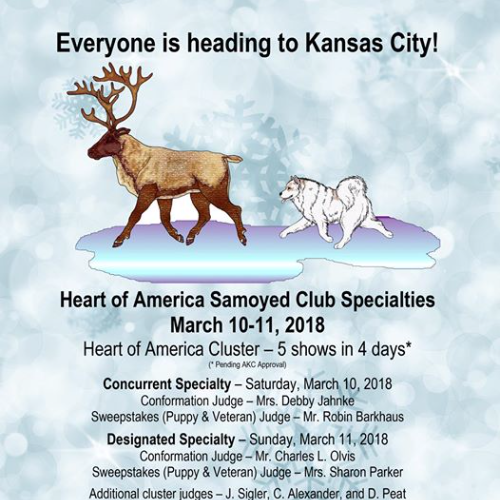 Everyone is heading to Kansas City!
Heart of America Samoyed Club Specialties
March 10-11, 2018
Heart of America Cluster – 5 shows in 4 days*
(* Pending AKC Approval)
Concurrent Specialty – Saturday, March 10, 2018
Conformation Judge – Mrs. Debby Jahnke
Sweepstakes (Puppy & Veteran) Judge – Mr. Robin Barkhaus
Designated Specialty – Sunday, March 11, 2018
Conformation Judge – Mr. Charles L. Olvis
Sweepstakes (Puppy & Veteran) Judge – Mrs. Sharon Parker
Additional cluster judges – J. Sigler, C. Alexander, and D. Peat